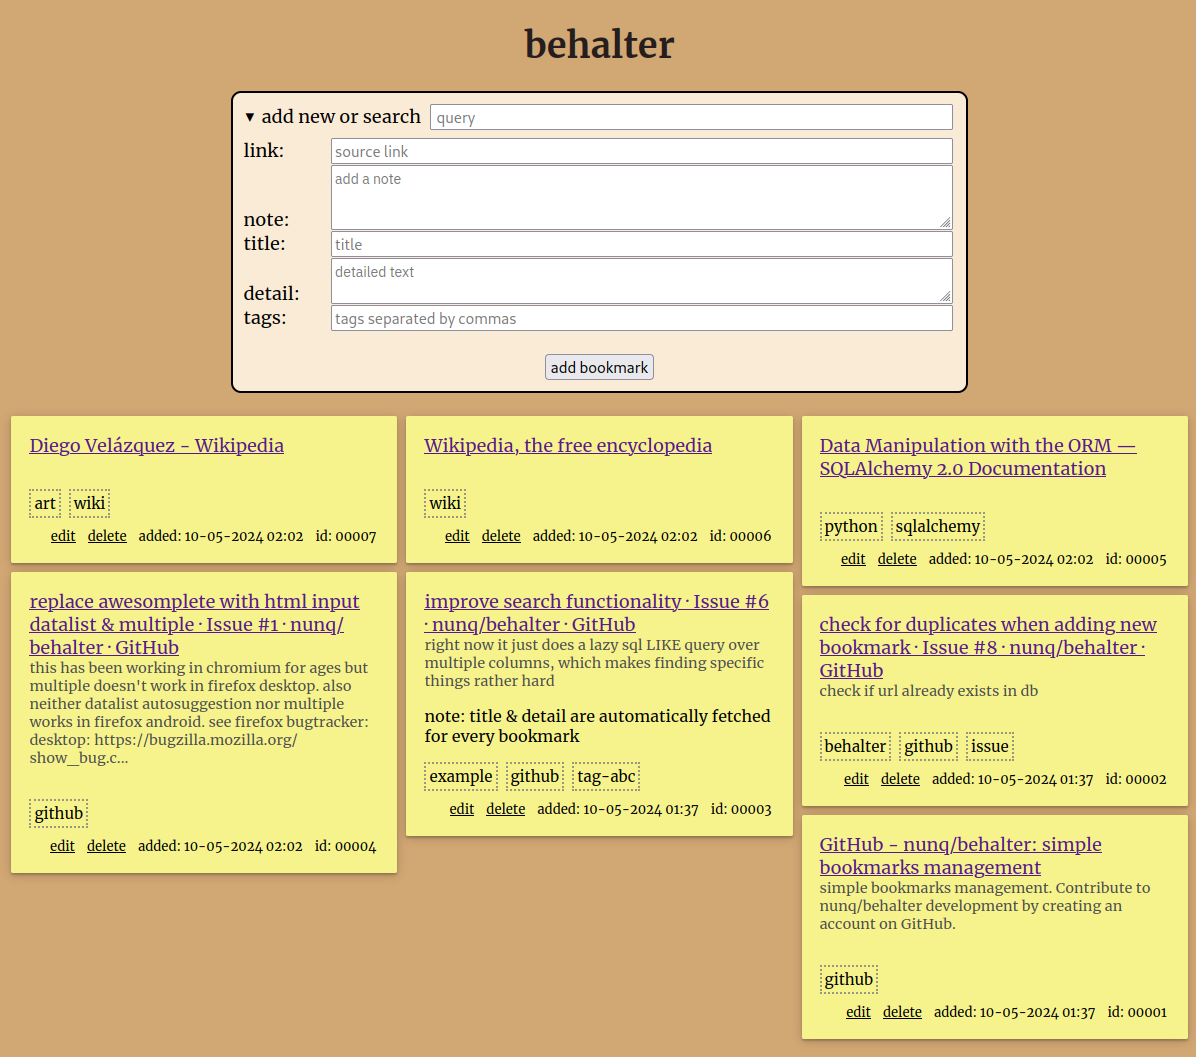 behalter
▼ add new or search query
link: source link
note: add a note
title: title
detail: detailed text
tags: tags separated by commas
add bookmark
Diego Velázquez - Wikipedia
art wiki
edit delete added: 10-05-2024 02:02 id: 00007
Wikipedia, the free encyclopedia
wiki
edit delete added: 10-05-2024 02:02 id: 00006
Data Manipulation with the ORM —
SQLAlchemy 2.0 Documentation
python sqlalchemy
edit delete added: 10-05-2024 02:02 id: 00005
replace awesomplete with html input
datalist & multiple · Issue #1 · nunq/
behalter · GitHub
this has been working in chromium for ages but
multiple doesn't work in firefox desktop. also
neither datalist autosuggestion nor multiple
works in firefox android. see firefox bugtracker:
desktop: https://bugzilla.mozilla.org/
show_bug.c...
github
edit delete added: 10-05-2024 02:02 id: 00004
improve search functionality · Issue #6
· nunq/behalter · GitHub
right now it just does a lazy sql LIKE query over
multiple columns, which makes finding specific
things rather hard
note: title & detail are automatically fetched
for every bookmark
example github tag-abc
edit delete added: 10-05-2024 01:37 id: 00003
check for duplicates when adding new
bookmark · Issue #8 · nunq/behalter ·
GitHub
check if url already exists in db
behalter github issue
edit delete added: 10-05-2024 01:37 id: 00002
GitHub - nunq/behalter: simple
bookmarks management
simple bookmarks management. Contribute to
nunq/behalter development by creating an
account on GitHub.
github
edit delete added: 10-05-2024 01:37 id: 00001